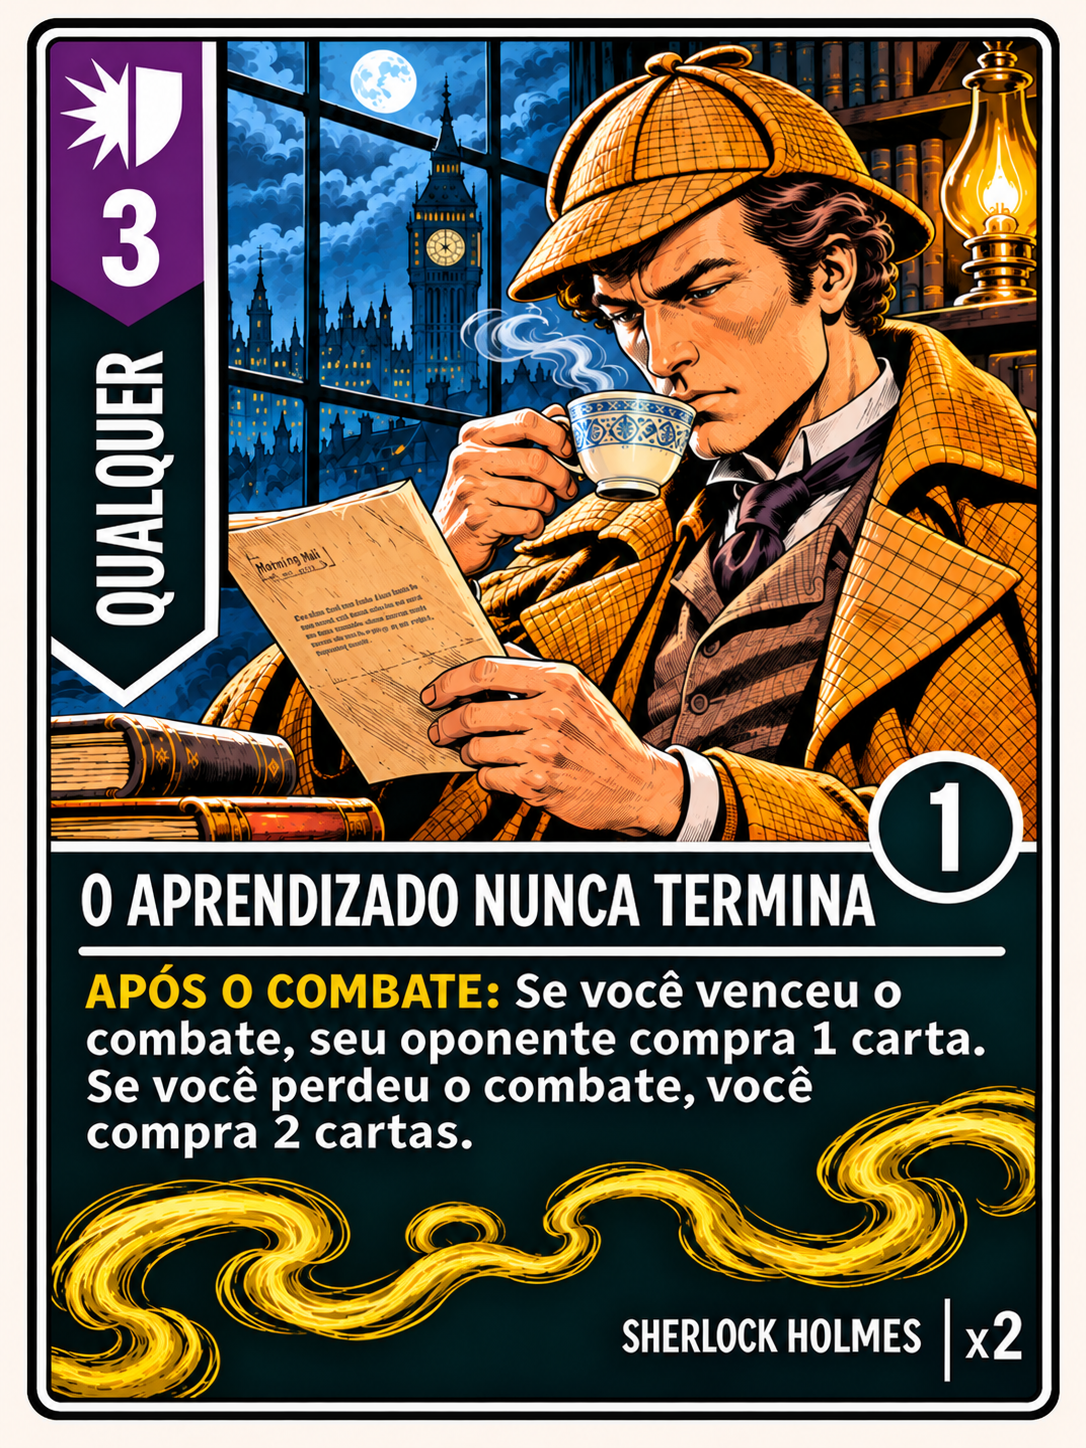 3
QUALQUER
Morning Mail
1
O APRENDIZADO NUNCA TERMINA
APÓS O COMBATE: Se você venceu o
combate, seu oponente compra 1 carta.
Se você perdeu o combate, você
compra 2 cartas.
SHERLOCK HOLMES | x2